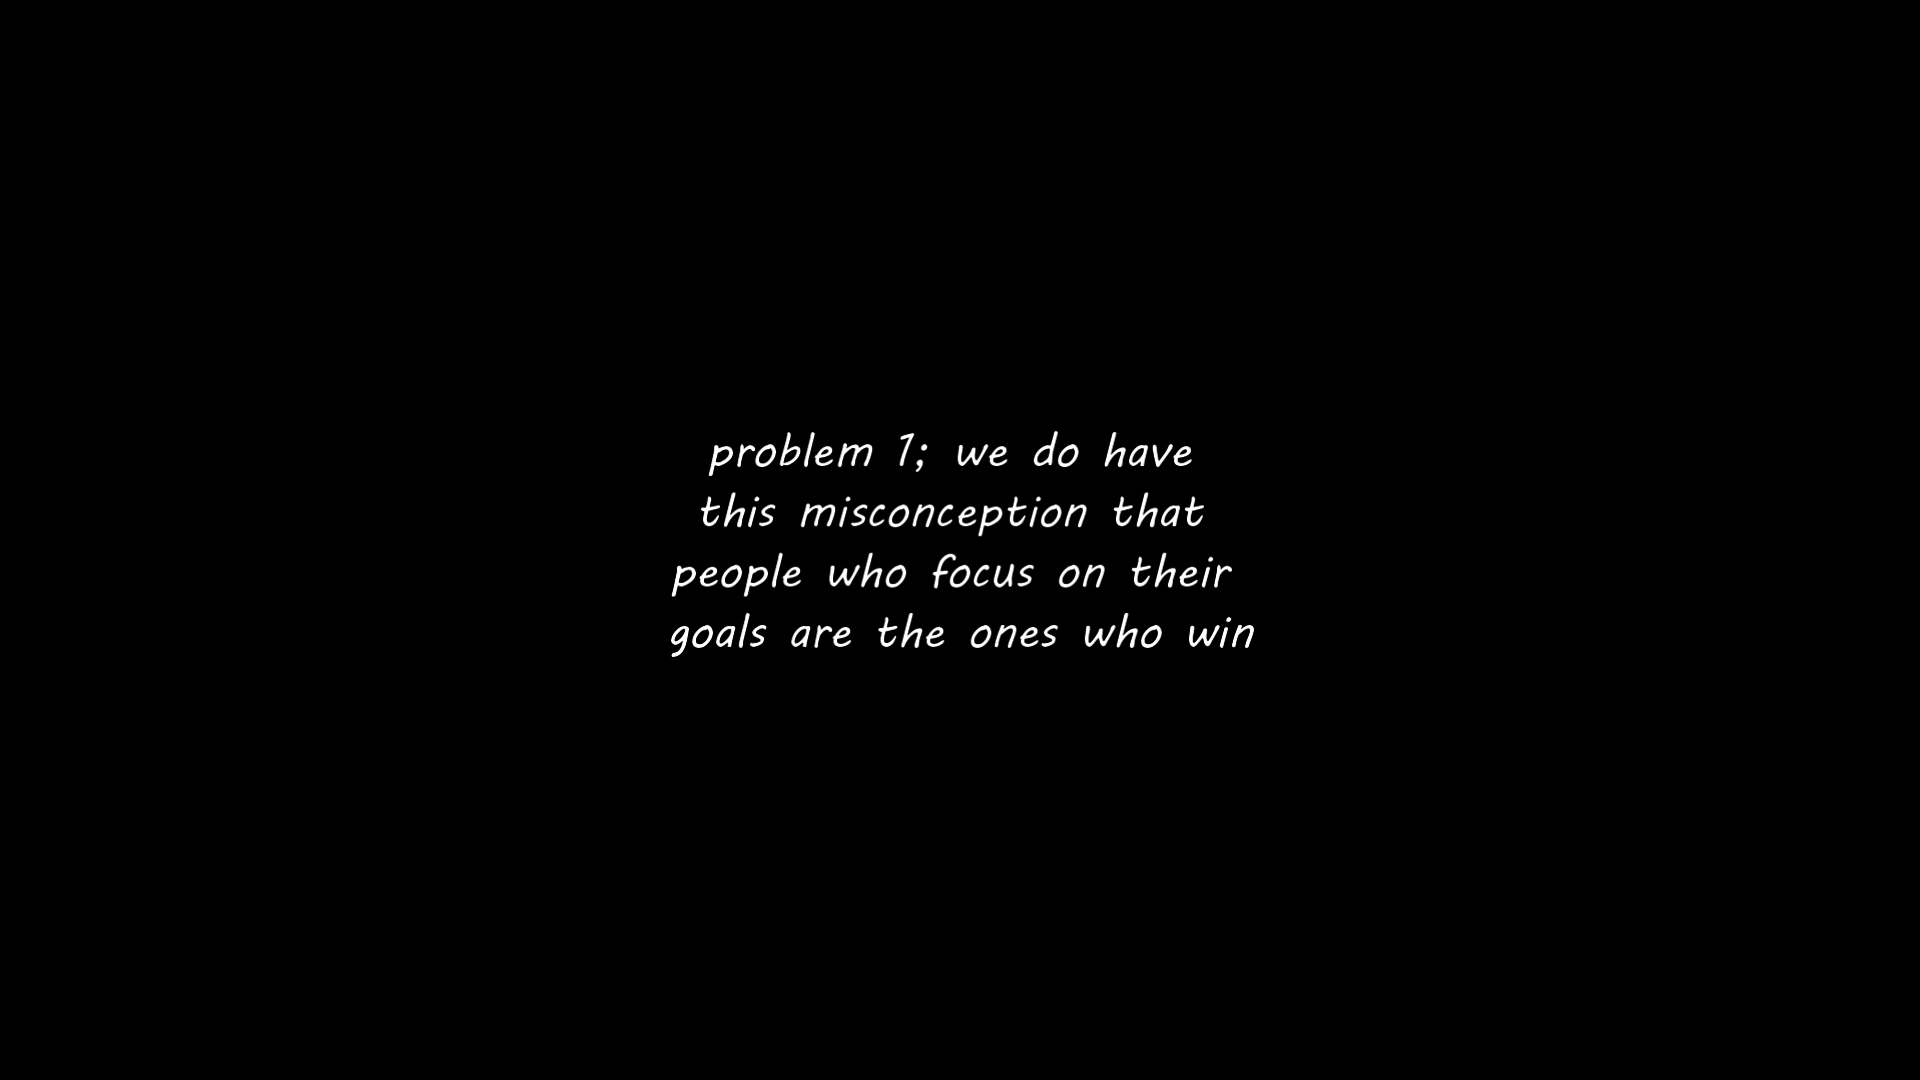 problem 1; we do have
this misconception that
people who focus on their
goals are the ones who win